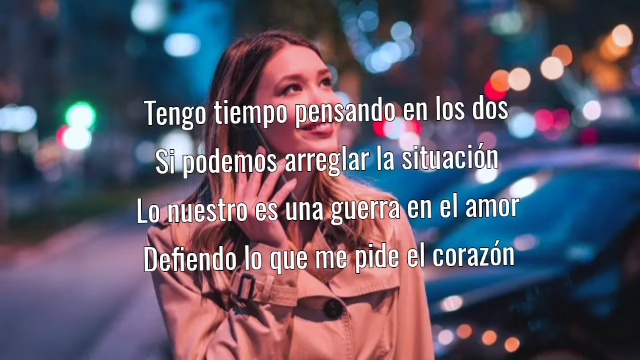 Tengo tiempo pensando en los dos
Si podemos arreglar la situación
Lo nuestro es una guerra en el amor
Defiendo lo que me pide el corazón